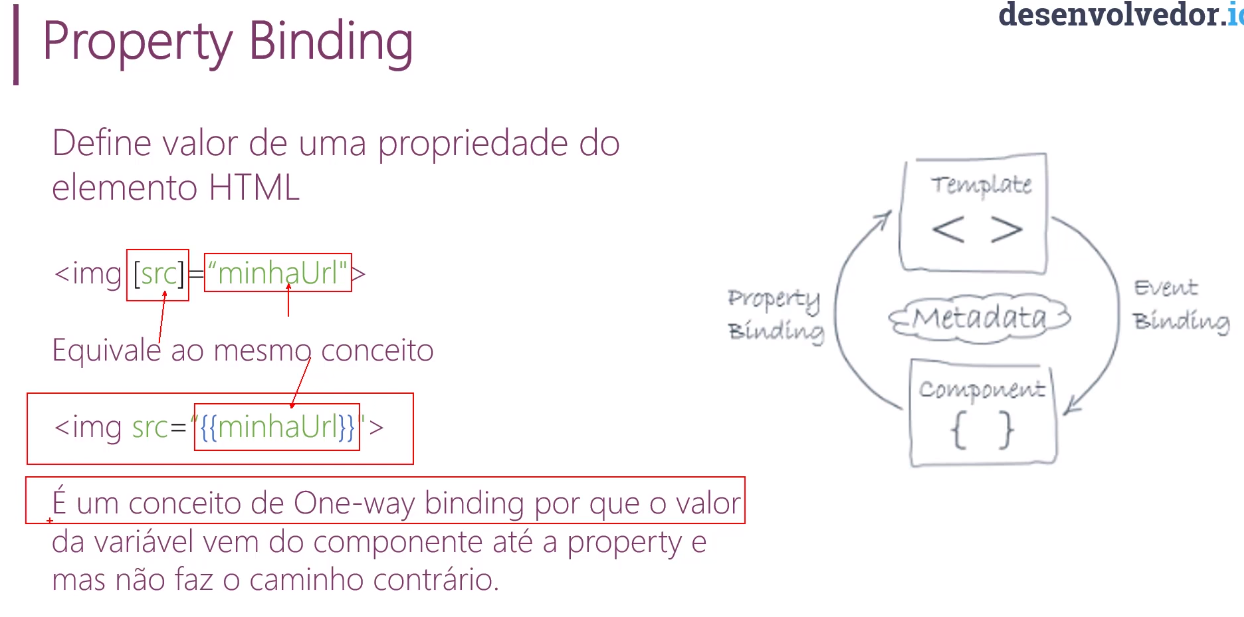 desenvolvedor.io
Property Binding
Define valor de uma propriedade do
elemento HTML
<img [src]=“minhaUrl">
Equivale ao mesmo conceito
<img src=“{{minhaUrl}}">
É um conceito de One-way binding por que o valor
da variável vem do componente até a property e
mas não faz o caminho contrário.
Template
< >
Property
Binding
Metadata
Event
Binding
Component
{ }